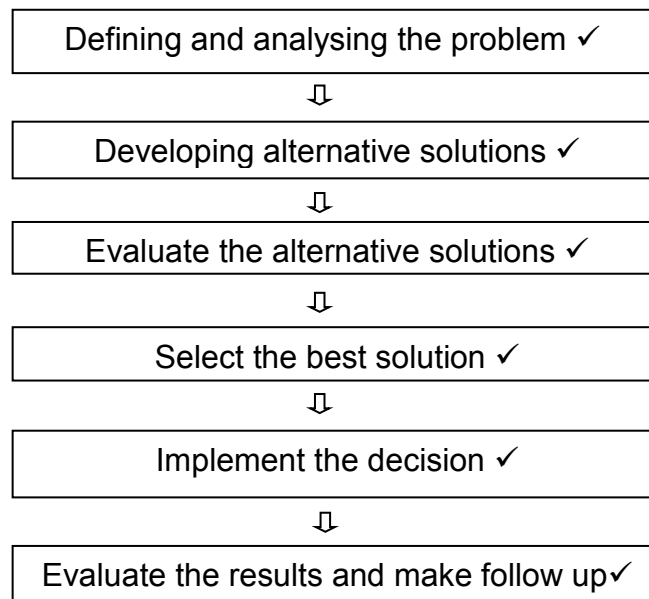 Defining and analysing the problem ✓
⇩
Developing alternative solutions ✓
⇩
Evaluate the alternative solutions ✓
⇩
Select the best solution ✓
⇩
Implement the decision ✓
⇩
Evaluate the results and make follow up✓